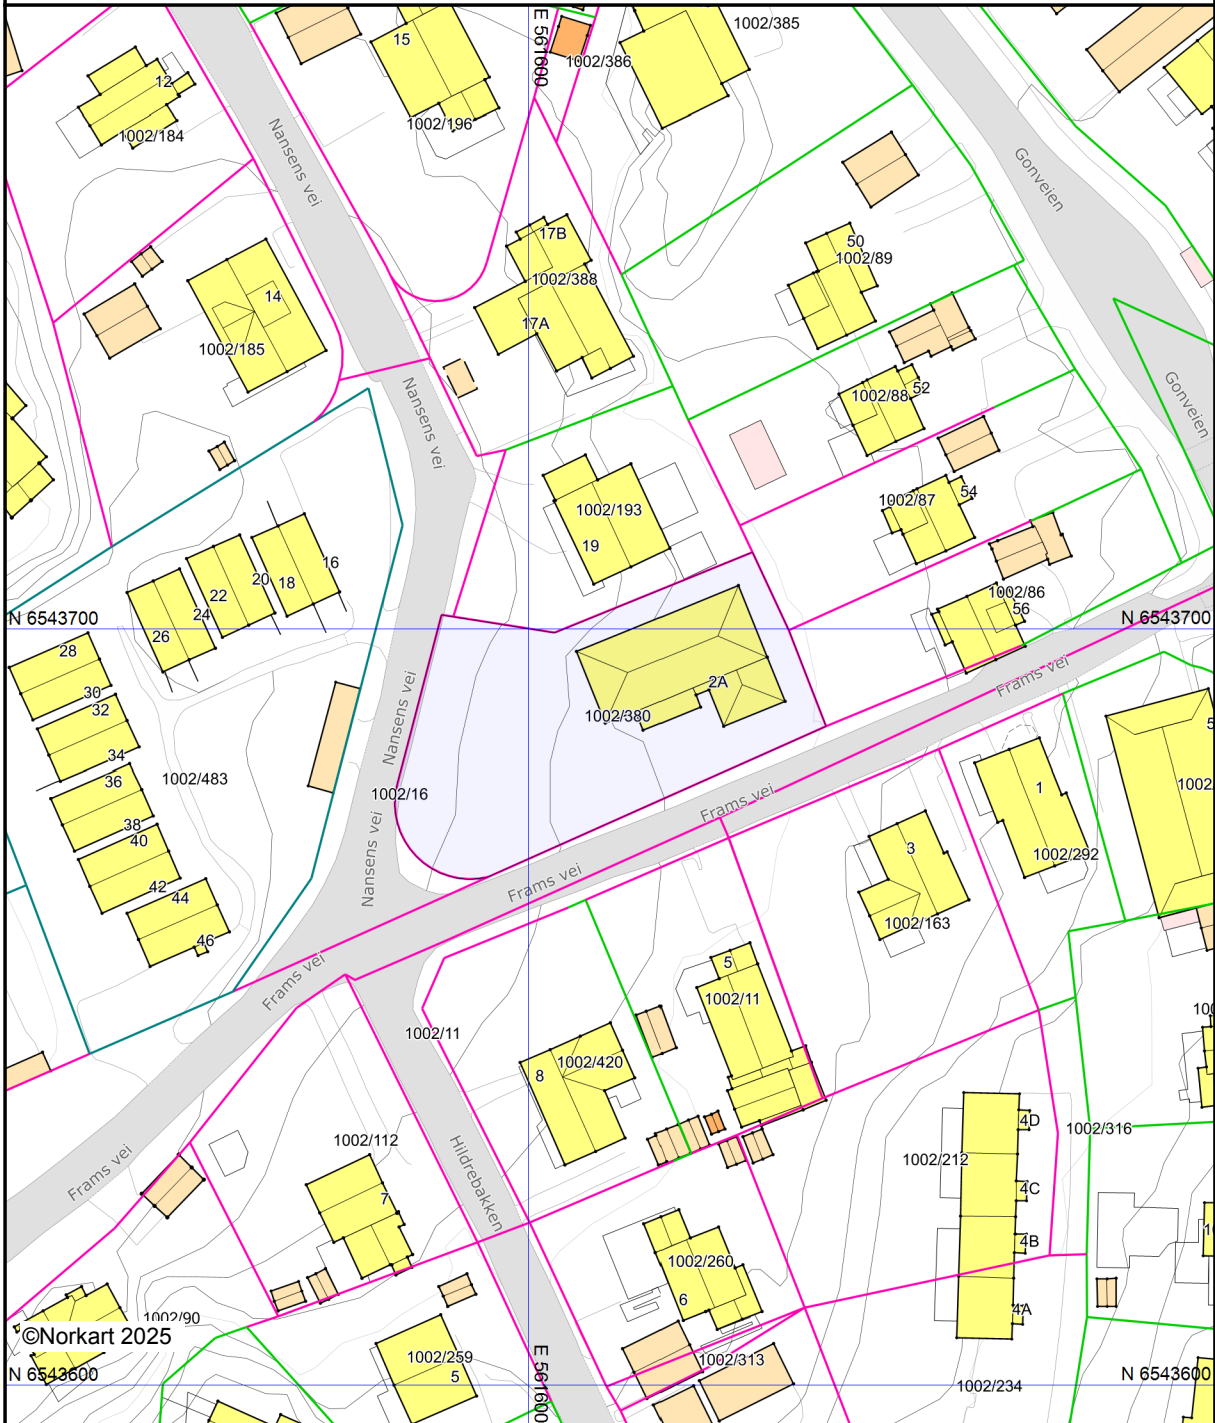 15
E 561600
1002/385
1002/386
12
1002/184
1002/196
Nansens vei
Gonveien
17B
50
1002/89
1002/388
14
17A
1002/185
Nansens vei
1002/88
52
Gonveien
1002/87
54
1002/193
19
16
20
18
22
24
26
1002/86
56
N 6543700
N 6543700
28
30
32
34
36
38
40
42
44
46
1002/483
Nansens vei
2A
1002/380
Frams vei
1002/16
1
1002/292
Frams vei
3
1002/163
Nansens vei
Frams vei
Frams vei
5
1002/11
1002/11
1002/420
8
1002/112
Hildrebakken
Frams vei
7
4D
1002/316
1002/212
4C
4B
4A
1002/260
6
1002/90
©Norkart 2025
1002/259
5
1002/313
N 6543600
E 561600
1002/234
N 6543600